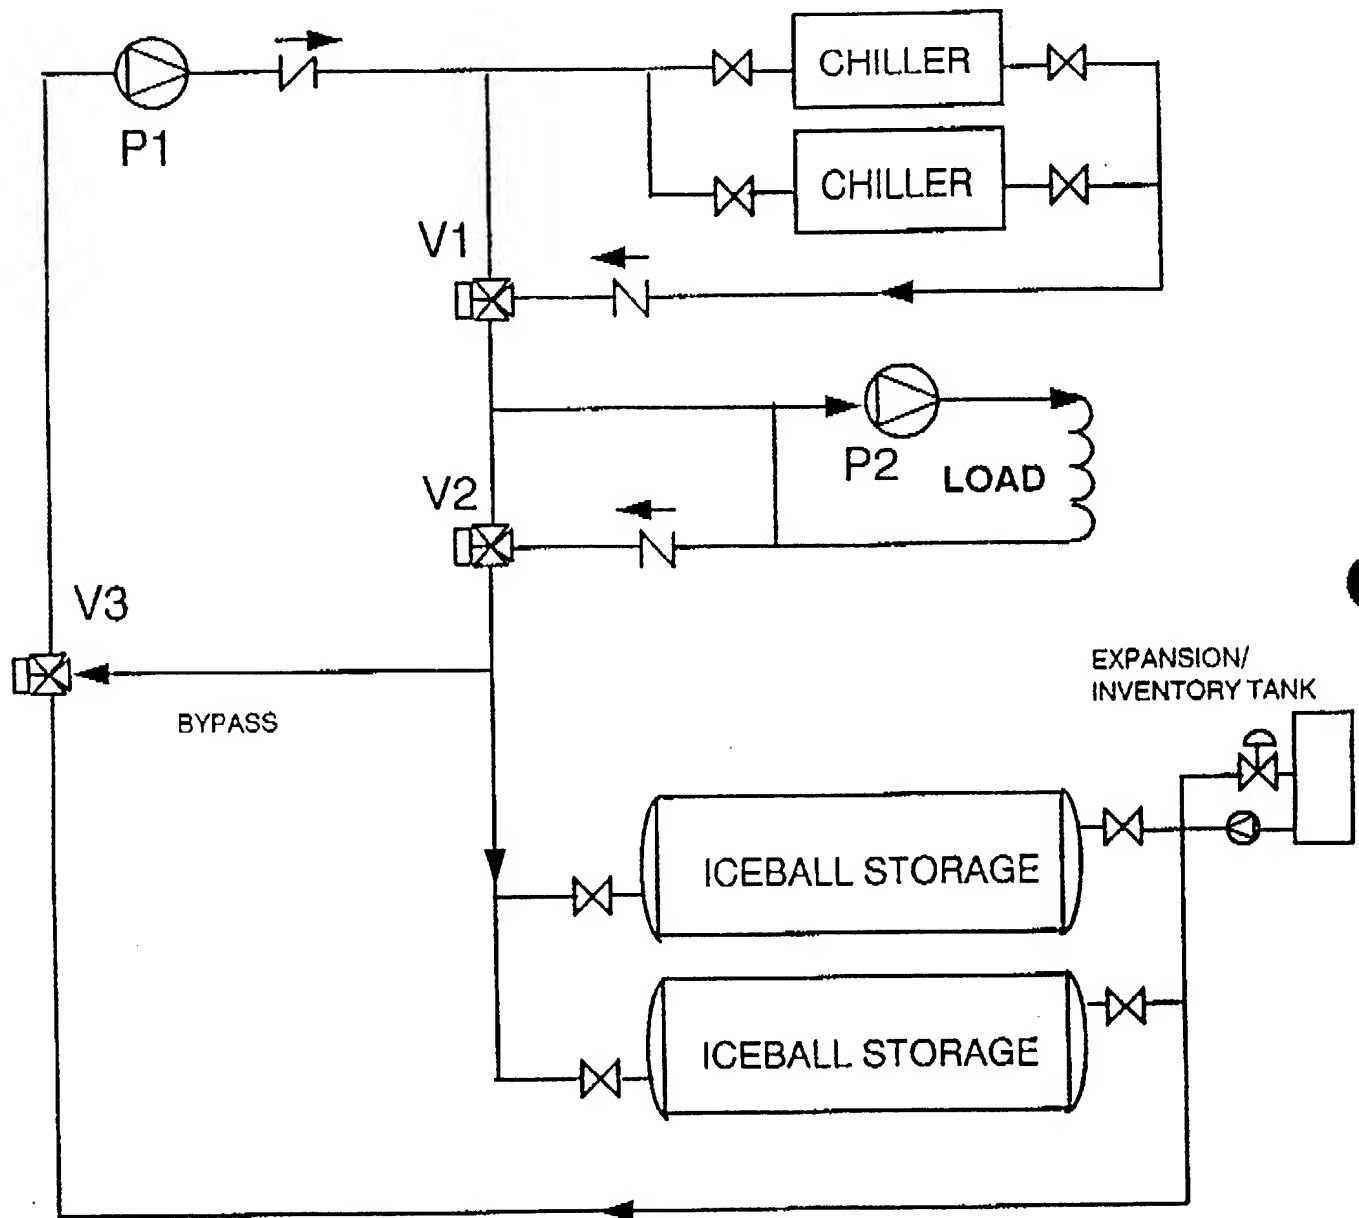 CHILLER
P1
CHILLER
V1
P2
LOAD
V2
V3
EXPANSION/
INVENTORY TANK
BYPASS
ICEBALL STORAGE
ICEBALL STORAGE